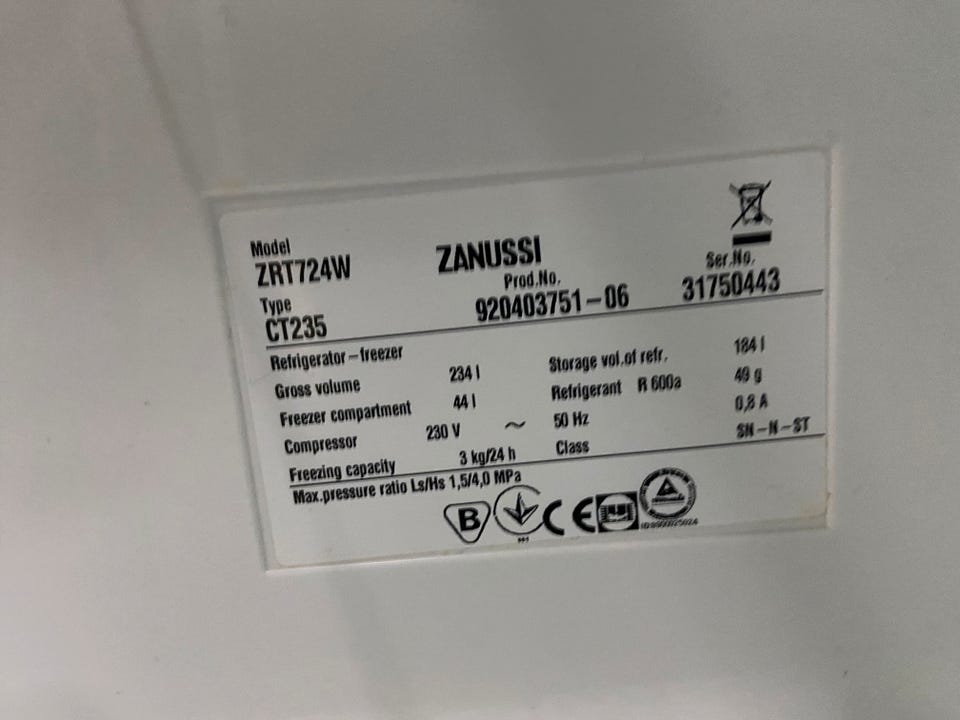 Model
ZRT724W
ZANUSSI
Type
CT235
Prod.No.
920403751-06
Ser.No.
31750443
Refrigerator-freezer
Gross volume 234 l
Storage vol.of refr. 184 l
Freezer compartment 44 l
Refrigerant R 600a 49 g
Compressor 230 V ~ 50 Hz 0,8 A
Freezing capacity 3 kg/24 h
Class SN-N-ST
Max.pressure ratio Ls/Hs 1,5/4,0 MPa
B
CE